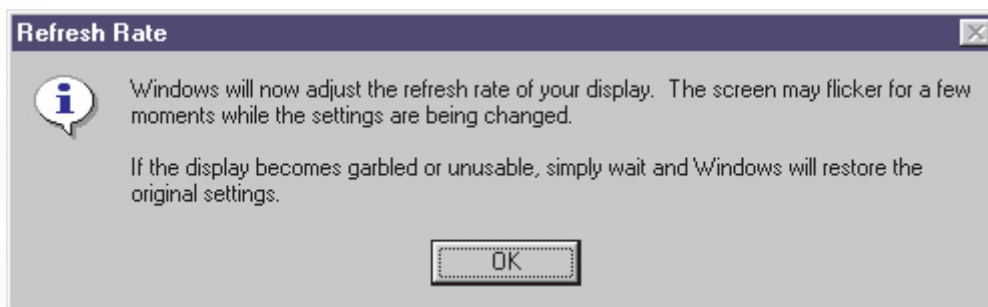 Refresh Rate
Windows will now adjust the refresh rate of your display.  The screen may flicker for a few
moments while the settings are being changed.
If the display becomes garbled or unusable, simply wait and Windows will restore the
original settings.
OK